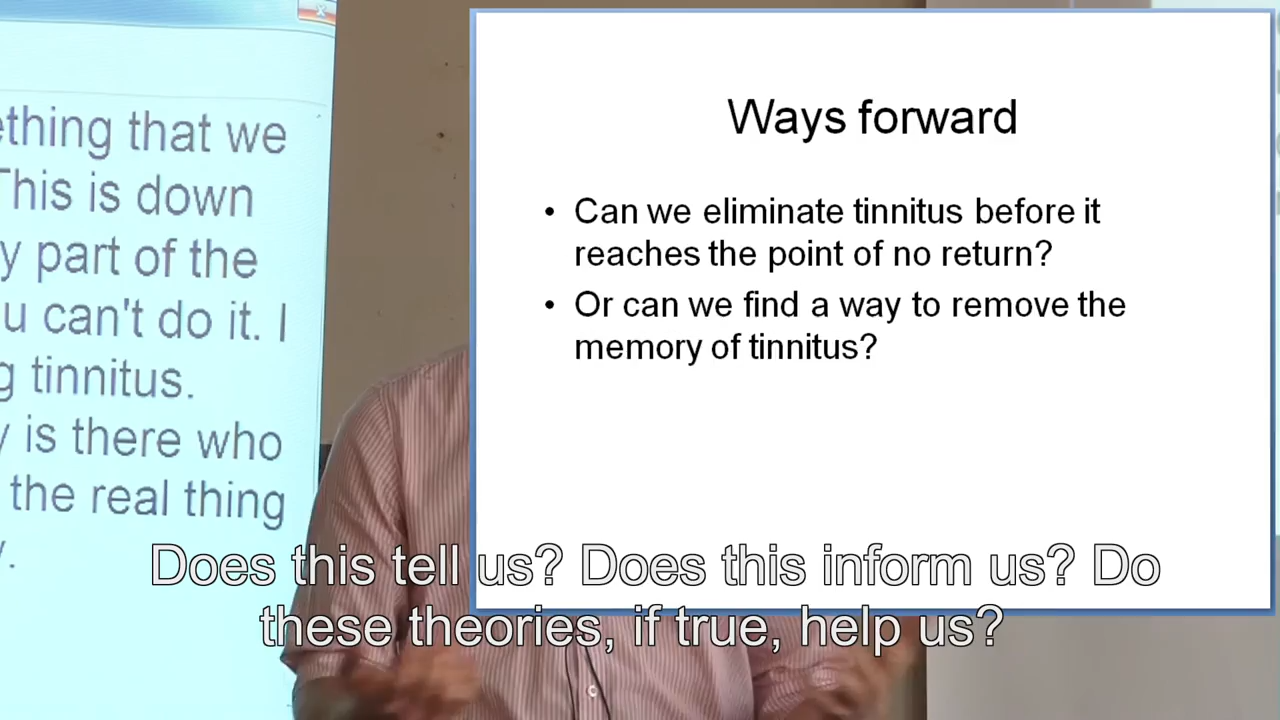 thing that we
This is down
y part of the
u can't do it. I
g tinnitus.
y is there who
the real thing
Ways forward
• Can we eliminate tinnitus before it
reaches the point of no return?
• Or can we find a way to remove the
memory of tinnitus?
Does this tell us? Does this inform us? Do
these theories, if true, help us?